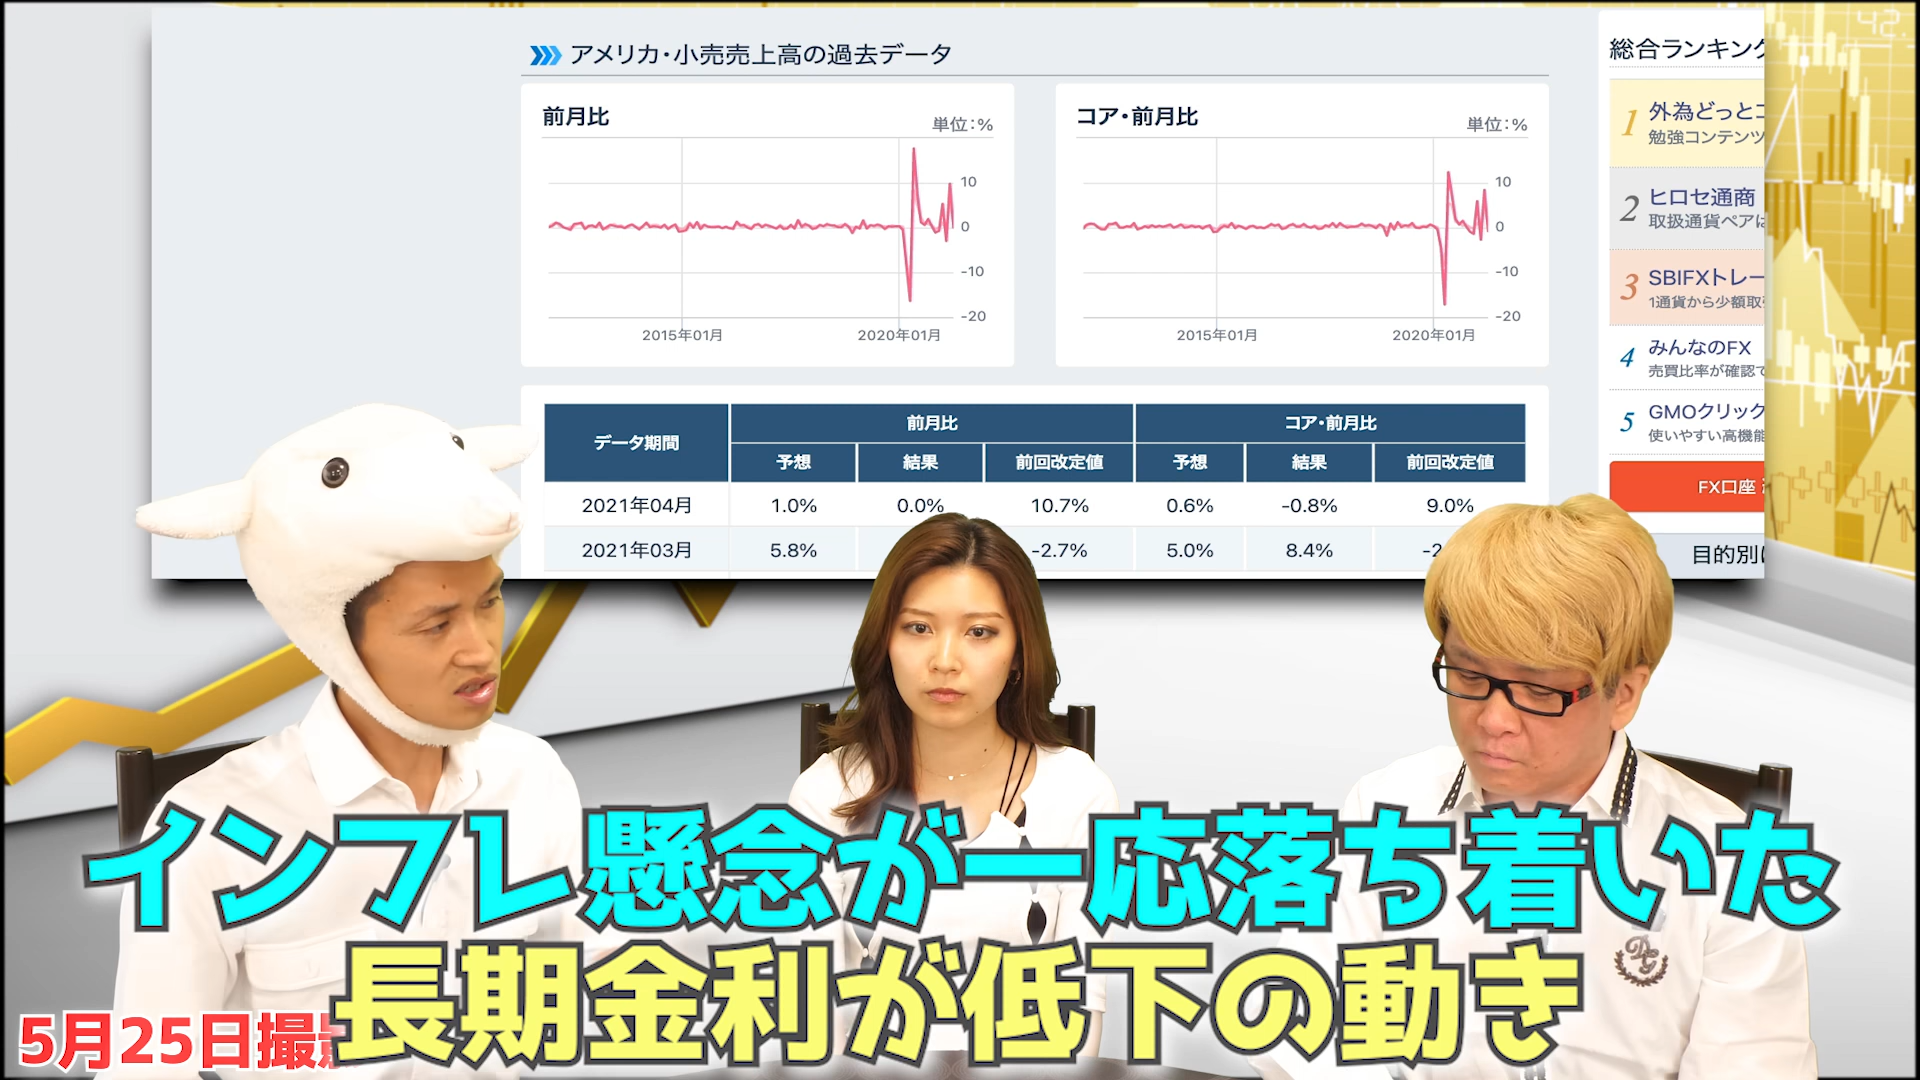 アメリカ・小売売上高の過去データ
前月比
単位:%
10
0
-10
-20
2015年01月
2020年01月
コア・前月比
単位:%
10
0
-10
-20
2015年01月
2020年01月
データ期間
前月比
コア・前月比
予想 結果 前回改定値 予想 結果 前回改定値
2021年04月 1.0% 0.0% 10.7% 0.6% -0.8% 9.0%
2021年03月 5.8% -2.7% 5.0% 8.4% -2
総合ランキング
1 外為どっとコ
勉強コンテンツ
2 ヒロセ通商
取扱通貨ペアは
3 SBIFXトレー
1通貨から少額取
4 みんなのFX
売買比率が確認で
5 GMOクリック
使いやすい高機能
FX口座
目的別に
42.
インフレ懸念が一応落ち着いた
長期金利が低下の動き
5月25日撮影